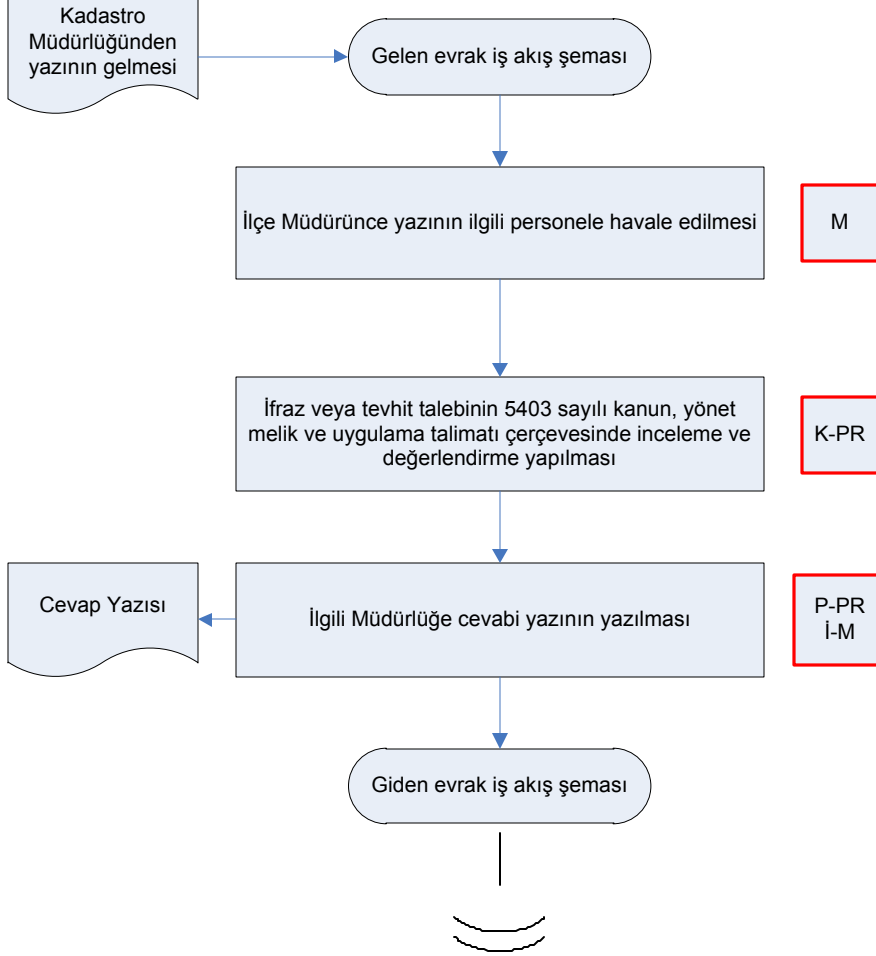 Kadastro
Müdürlüğünden
yazının gelmesi
Gelen evrak iş akış şeması
İlçe Müdürünce yazının ilgili personele havale edilmesi
M
İfraz veya tevhit talebinin 5403 sayılı kanun, yönet
melik ve uygulama talimatı çerçevesinde inceleme ve
değerlendirme yapılması
K-PR
Cevap Yazısı
İlgili Müdürlüğe cevabi yazının yazılması
P-PR
İ-M
Giden evrak iş akış şeması